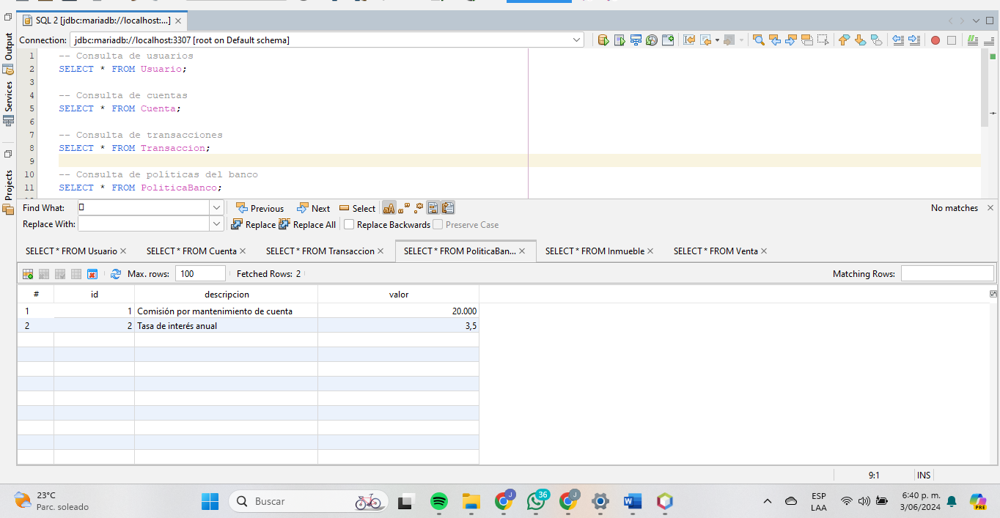 SQL 2 [jdbc:mariadb://localhost:...]
Connection: jdbc:mariadb://localhost:3307 [root on Default schema]
Output
Services
Projects
1 -- Consulta de usuarios
2 SELECT * FROM Usuario;
3
4 -- Consulta de cuentas
5 SELECT * FROM Cuenta;
6
7 -- Consulta de transacciones
8 SELECT * FROM Transaccion;
9
10 -- Consulta de políticas del banco
11 SELECT * FROM PoliticaBanco;
Find What: Previous Next Select No matches
Replace With: Replace Replace All Replace Backwards Preserve Case
SELECT * FROM Usuario SELECT * FROM Cuenta SELECT * FROM Transaccion SELECT * FROM PoliticaBan... SELECT * FROM Inmueble SELECT * FROM Venta
Max. rows: 100 Fetched Rows: 2 Matching Rows:
# id descripcion valor
1 1 Comisión por mantenimiento de cuenta 20.000
2 2 Tasa de interés anual 3,5
9:1 INS
23°C
Parc. soleado
Buscar
J
36
J
ESP
LAA
6:40 p. m.
3/06/2024
PRE